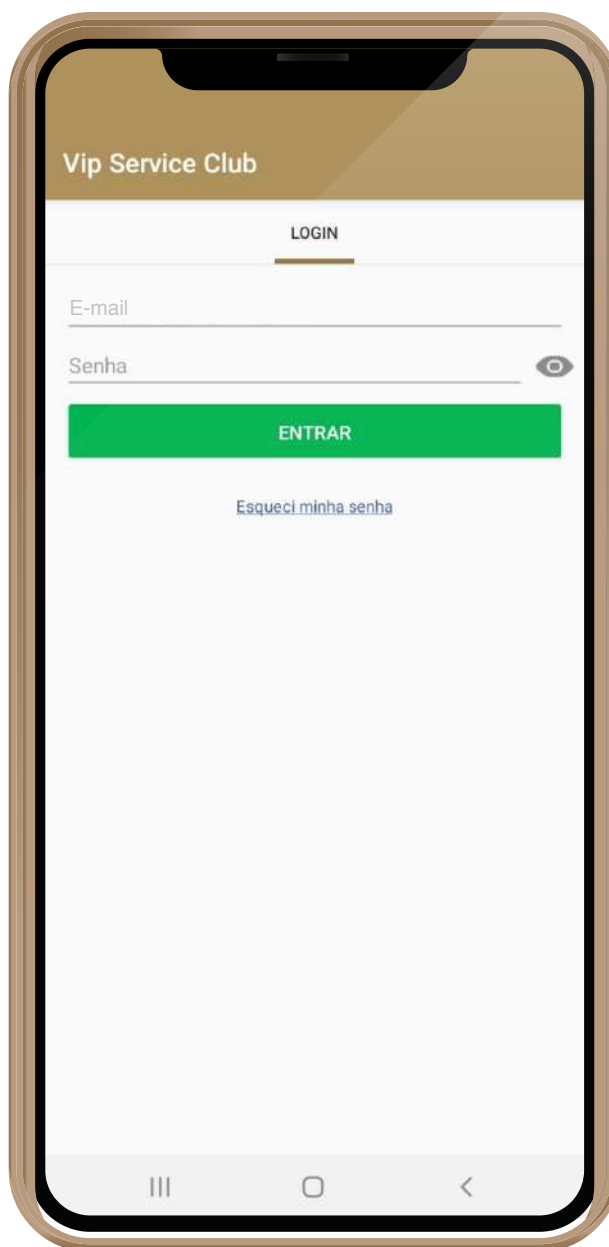 Vip Service Club
LOGIN
E-mail
Senha
ENTRAR
Esqueci minha senha